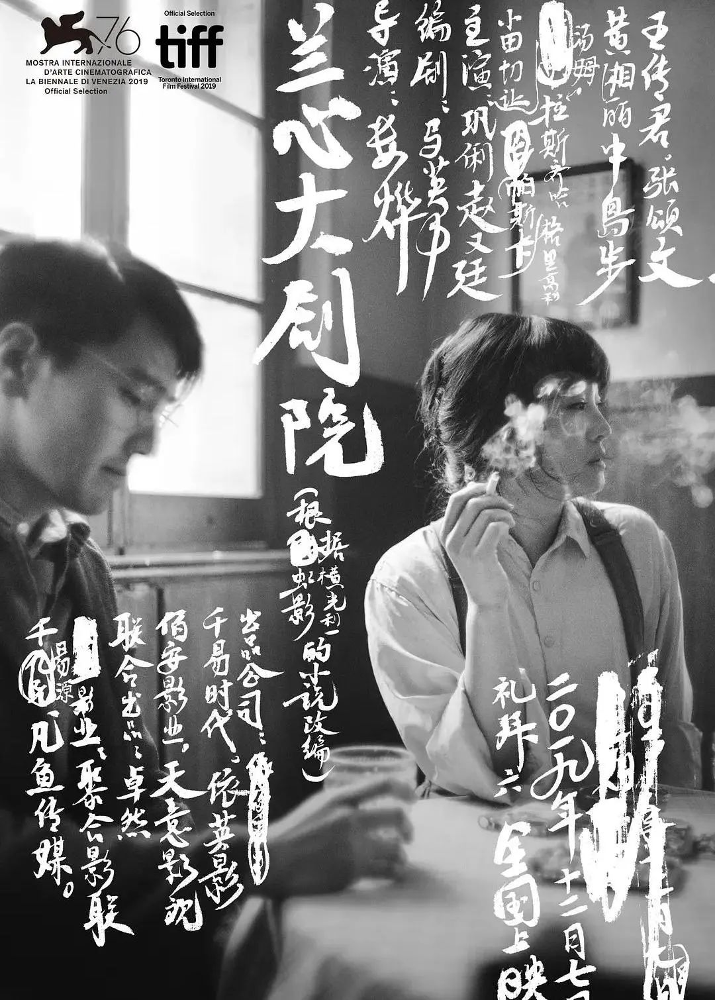 76
MOSTRA INTERNAZIONALE
D'ARTE CINEMATOGRAFICA
LA BIENNALE DI VENEZIA 2019
Official Selection
Official Selection
tiff
Toronto International
Film Festival 2019
王传君。张颂文
黄湘丽 中島步
汤姆·
拉斯齐哈 格里高利
小田切让
帕斯卡
主演:巩俐赵又廷
编剧:马英力
导演:娄烨
兰心大剧院
(根据横光利一
虹影
的小说改编)
出品公司:
千易时代。依英影
佰安影业,天意影视
联合出品:卓然
影业、聚合影联
千易源、凡鱼传媒。
二〇一九年十二月七日
礼拜六全国上映